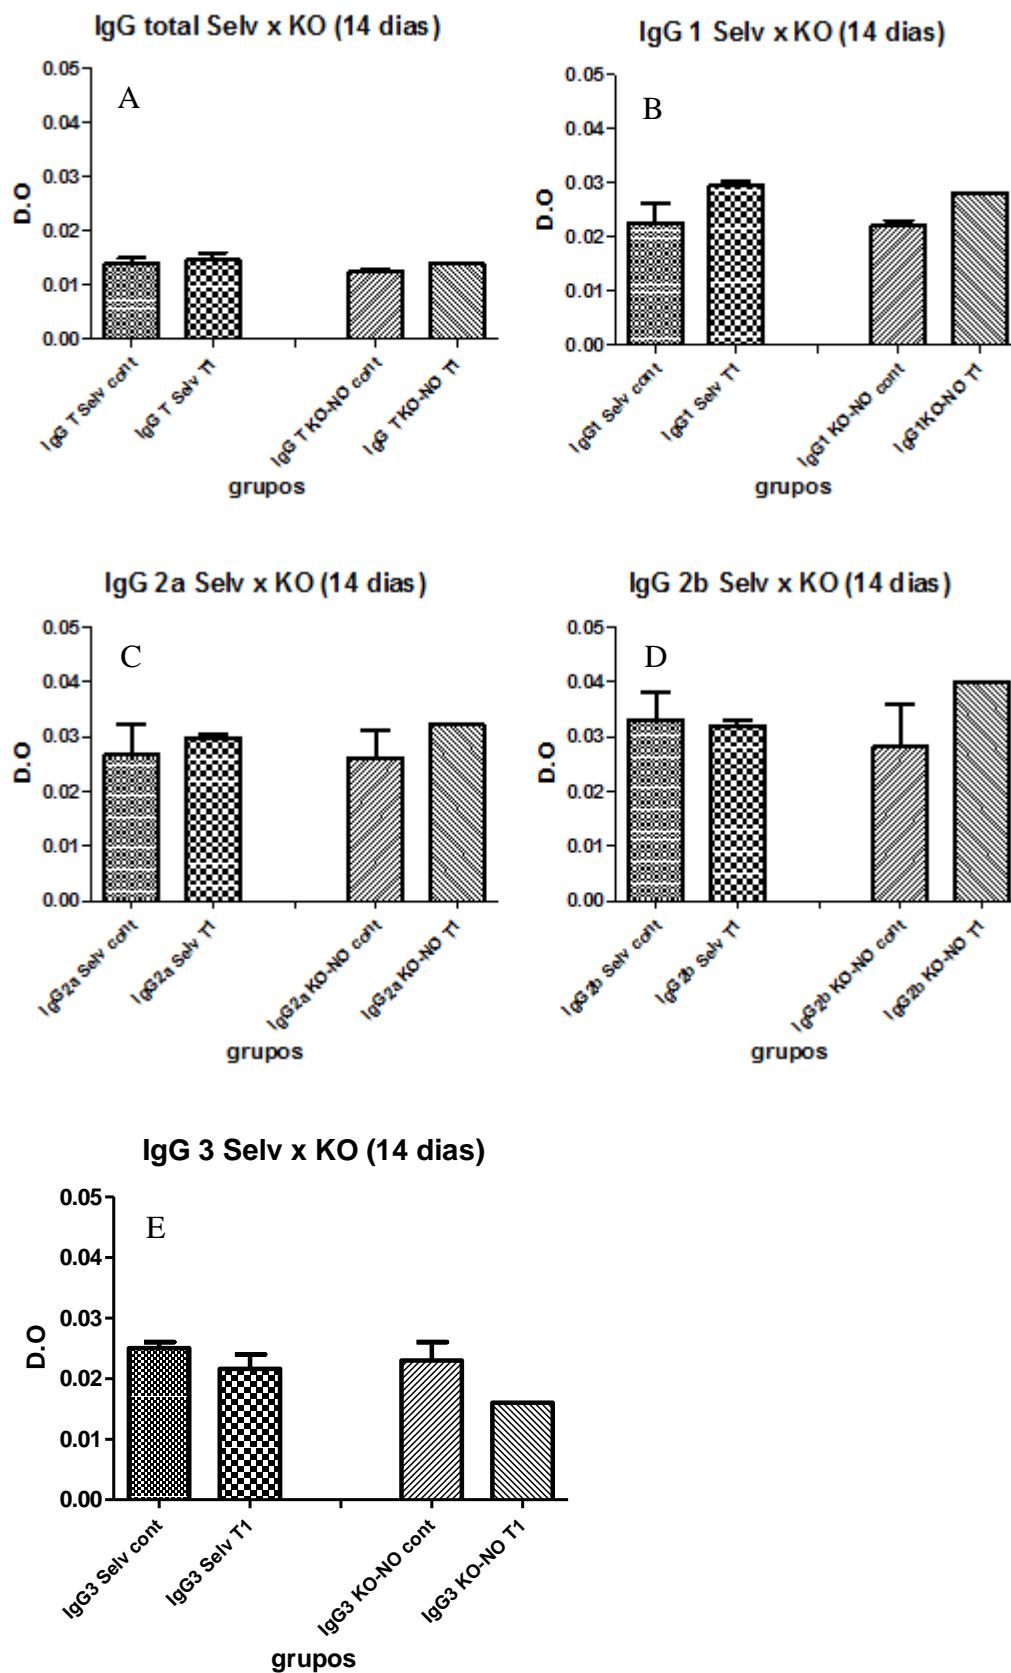 IgG total Selv x KO (14 dias)
A
0.05
0.04
0.03
0.02
0.01
0.00
D.O
IgG T Selv cont
IgG T Selv T1
IgG T KO-NO cont
IgG TKO-NO T1
grupos
IgG 1 Selv x KO (14 dias)
B
0.05
0.04
0.03
0.02
0.01
0.00
D.O
IgG1 Selv cont
IgG1 Selv T1
IgG1 KO-NO cont
IgG1KO-NO T1
grupos
IgG 2a Selv x KO (14 dias)
C
0.05
0.04
0.03
0.02
0.01
0.00
D.O
IgG2a Selv cont
IgG2a Selv T1
IgG2a KO-NO cont
IgG2a KO-NO T1
grupos
IgG 2b Selv x KO (14 dias)
D
0.05
0.04
0.03
0.02
0.01
0.00
D.O
IgG2b Selv cont
IgG2b Selv T1
IgG2b KO-NO cont
IgG2b KO-NO T1
grupos
IgG 3 Selv x KO (14 dias)
E
0.05
0.04
0.03
0.02
0.01
0.00
D.O
IgG3 Selv cont
IgG3 Selv T1
IgG3 KO-NO cont
IgG3 KO-NO T1
grupos